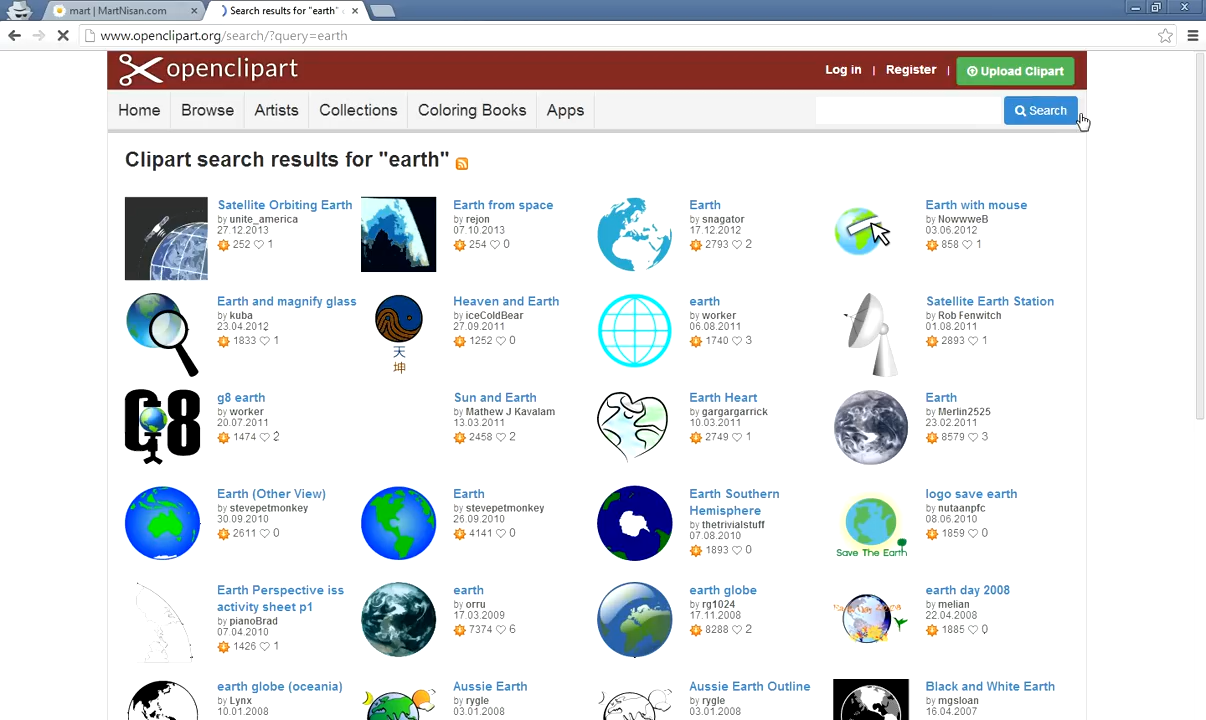 mart | MartNisan.com
Search results for "earth"
www.openclipart.org/search/?query=earth
openclipart
Log in | Register | Upload Clipart
Home Browse Artists Collections Coloring Books Apps Search
Clipart search results for "earth"
Satellite Orbiting Earth
by unite_america
27.12.2013
252 1
Earth from space
by rejon
07.10.2013
254 0
Earth
by snagator
17.12.2012
2793 2
Earth with mouse
by NowwweB
03.06.2012
858 1
Earth and magnify glass
by kuba
23.04.2012
1833 1
Heaven and Earth
by iceColdBear
27.09.2011
1252 0
天
坤
earth
by worker
06.08.2011
1740 3
Satellite Earth Station
by Rob Fenwitch
01.08.2011
2893 1
G8
g8 earth
by worker
20.07.2011
1474 2
Sun and Earth
by Mathew J Kavalam
13.03.2011
2458 2
Earth Heart
by gargargarrick
10.03.2011
2749 1
Earth
by Merlin2525
23.02.2011
8579 3
Earth (Other View)
by stevepetmonkey
30.09.2010
2611 0
Earth
by stevepetmonkey
26.09.2010
4141 0
Earth Southern
Hemisphere
by thetrivialstuff
07.08.2010
1893 0
Save The Earth
logo save earth
by nutaanpfc
08.06.2010
1859 0
Earth Perspective iss
activity sheet p1
by pianoBrad
07.04.2010
1426 1
earth
by orru
17.03.2009
7374 6
earth globe
by rg1024
17.11.2008
8288 2
earth day 2008
by melian
22.04.2008
1885 0
earth globe (oceania)
by Lynx
10.01.2008
Aussie Earth
by rygle
03.01.2008
Aussie Earth Outline
by rygle
03.01.2008
Black and White Earth
by mgsloan
16.04.2007